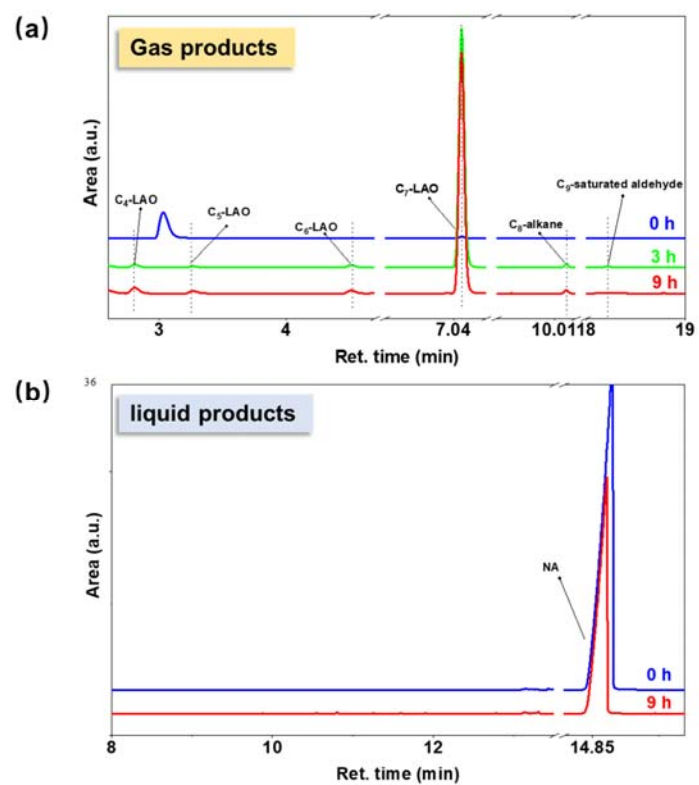 (a)
Gas products
Area (a.u.)
C₄-LAO
C₅-LAO
C₆-LAO
C₇-LAO
C₈-alkane
C₉-saturated aldehyde
0 h
3 h
9 h
3 4 7.04 10.01 18 19
Ret. time (min)
(b)
36
liquid products
Area (a.u.)
NA
0 h
9 h
8 10 12 14.85
Ret. time (min)